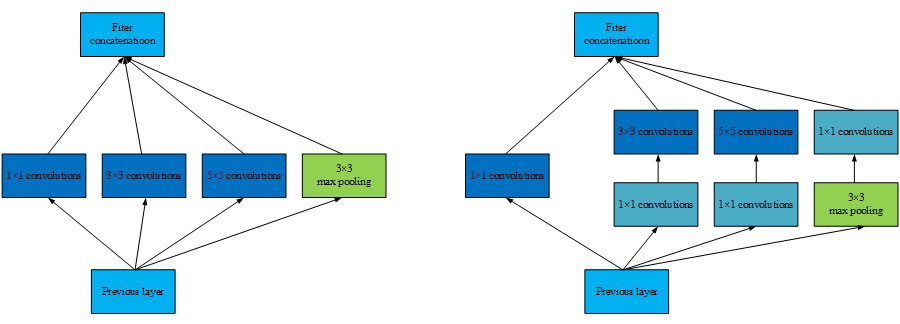 Fiter
concatenatioon
1×1 convolutions
3×3 convolutions
5×5 convolutions
3×3
max pooling
Previous layer
Fiter
concatenatioon
3×3 convolutions
5×5 convolutions
1×1 convolutions
1×1 convolutions
1×1 convolutions
1×1 convolutions
3×3
max pooling
Previous layer